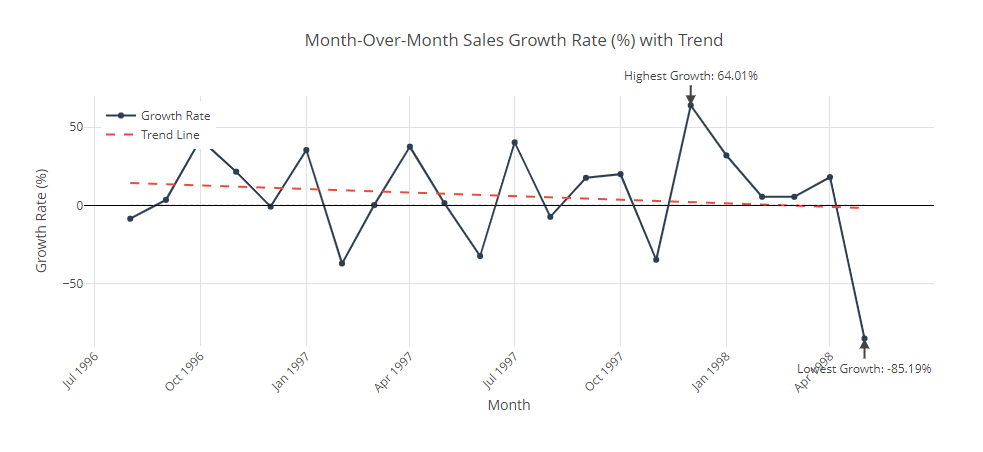 Month-Over-Month Sales Growth Rate (%) with Trend
Highest Growth: 64.01%
Growth Rate
Trend Line
50
0
−50
Growth Rate (%)
Jul 1996
Oct 1996
Jan 1997
Apr 1997
Jul 1997
Oct 1997
Jan 1998
Apr 1998
Lowest Growth: -85.19%
Month